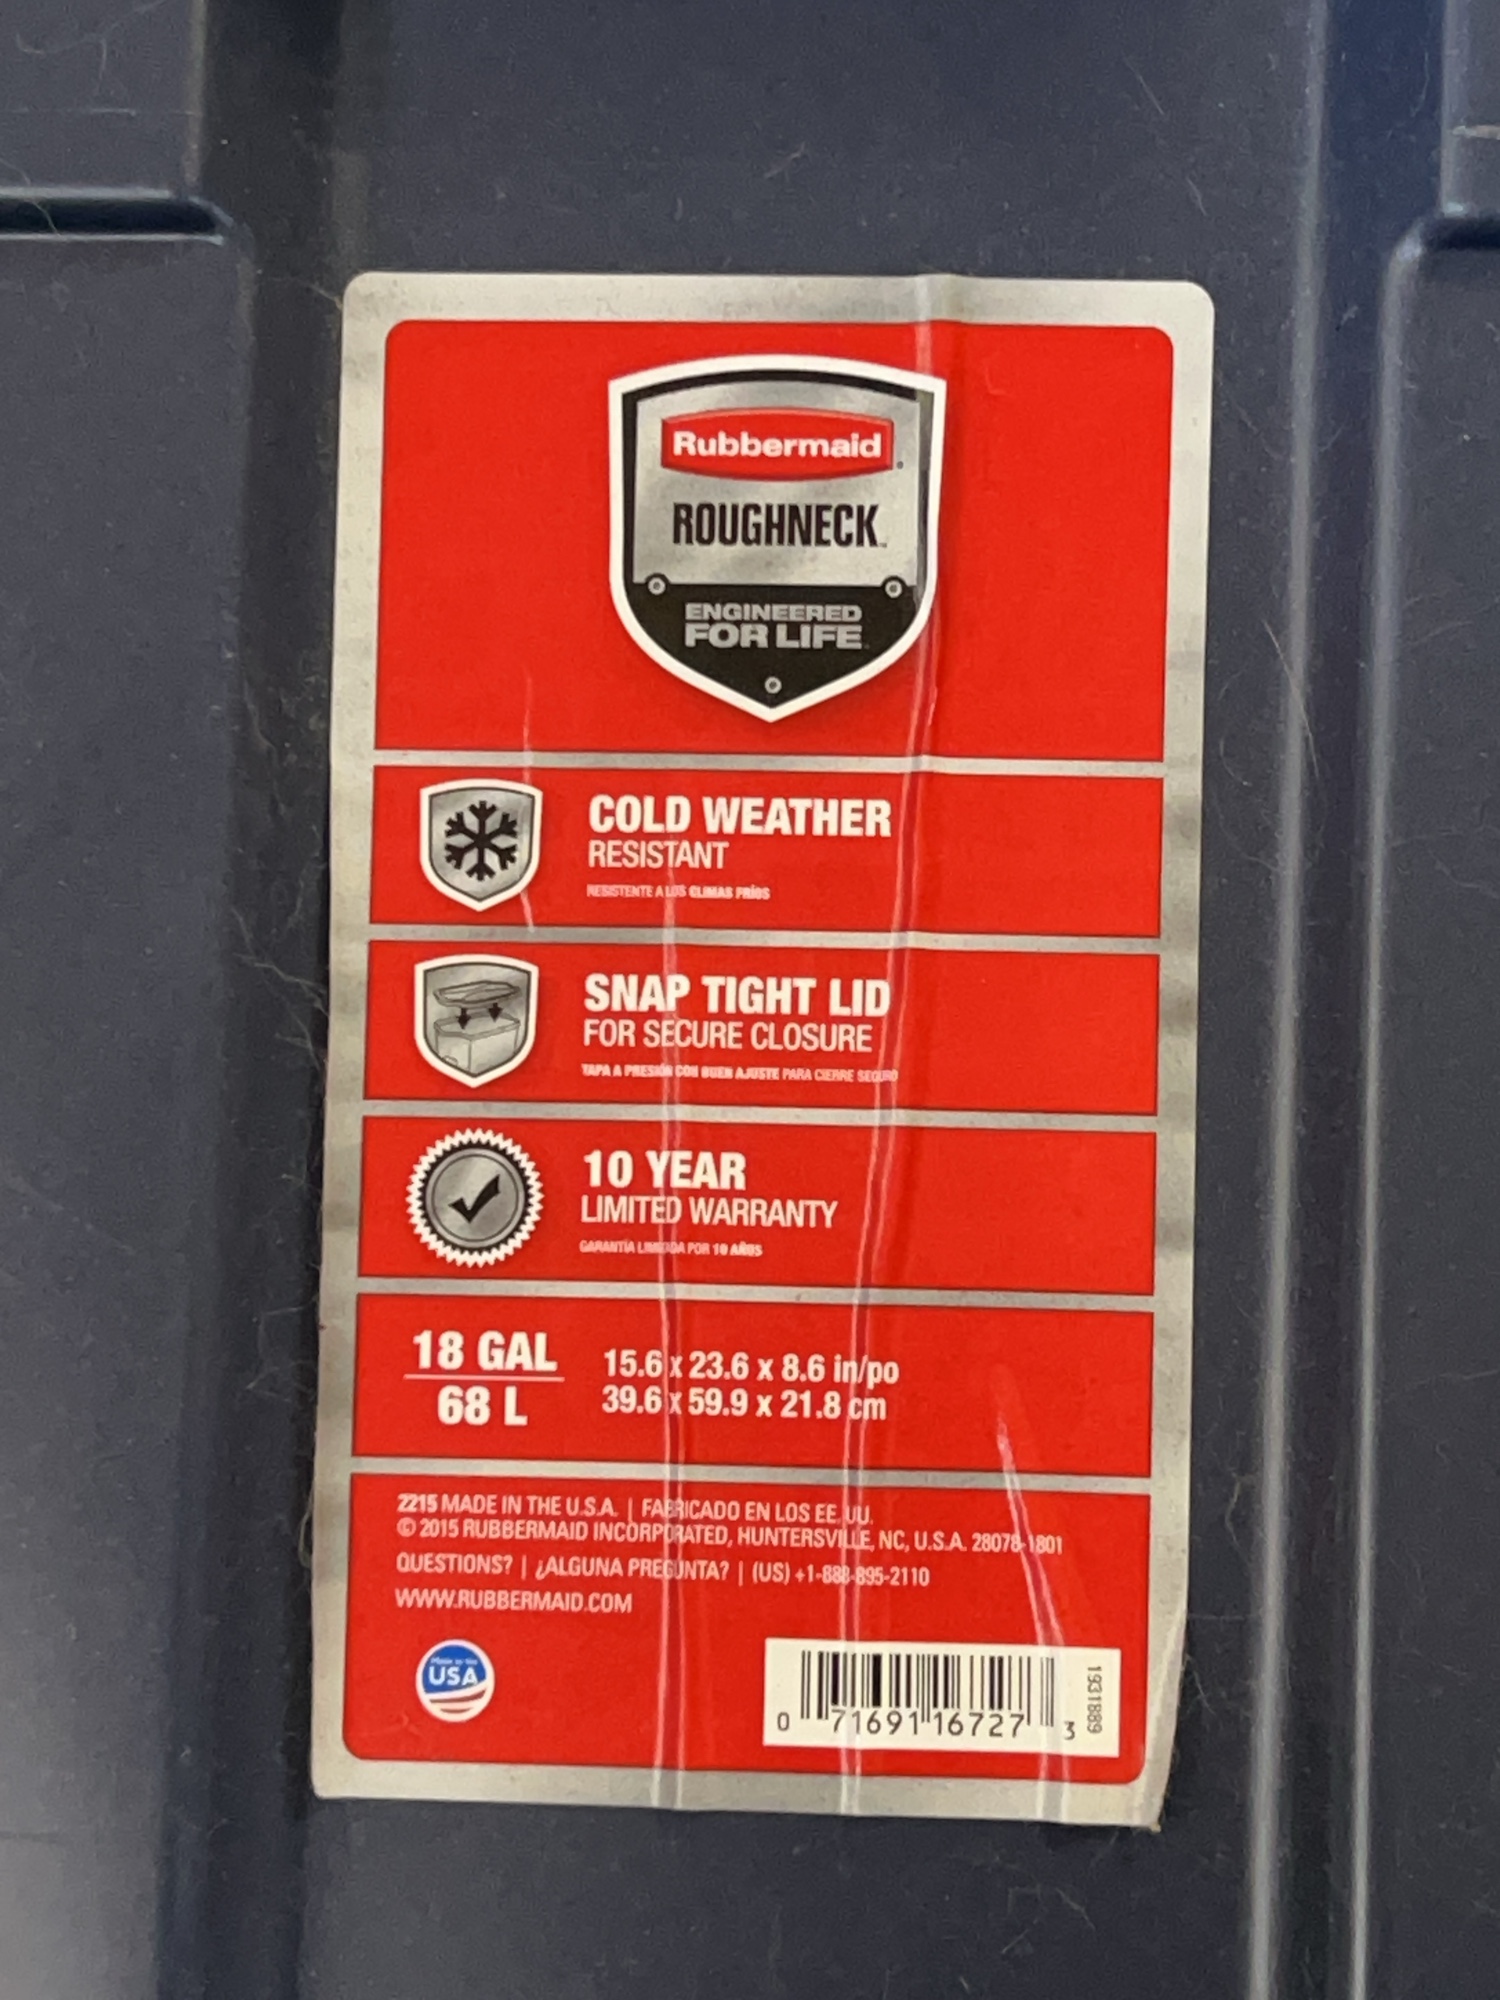 Rubbermaid
ROUGHNECK
ENGINEERED
FOR LIFE
COLD WEATHER
RESISTANT
RESISTENTE A LOS CLIMAS FRÍOS
SNAP TIGHT LID
FOR SECURE CLOSURE
TAPA A PRESIÓN CON BUEN AJUSTE PARA CIERRE SEGURO
10 YEAR
LIMITED WARRANTY
GARANTÍA LIMITADA POR 10 AÑOS
18 GAL
68 L
15.6 x 23.6 x 8.6 in/po
39.6 x 59.9 x 21.8 cm
2215 MADE IN THE U.S.A. | FABRICADO EN LOS EE. UU.
© 2015 RUBBERMAID INCORPORATED, HUNTERSVILLE, NC, U.S.A. 28078-1801
QUESTIONS? | ¿ALGUNA PREGUNTA? | (US) +1-888-895-2110
WWW.RUBBERMAID.COM
Made in the
USA
0 71691 16727 3
1931889